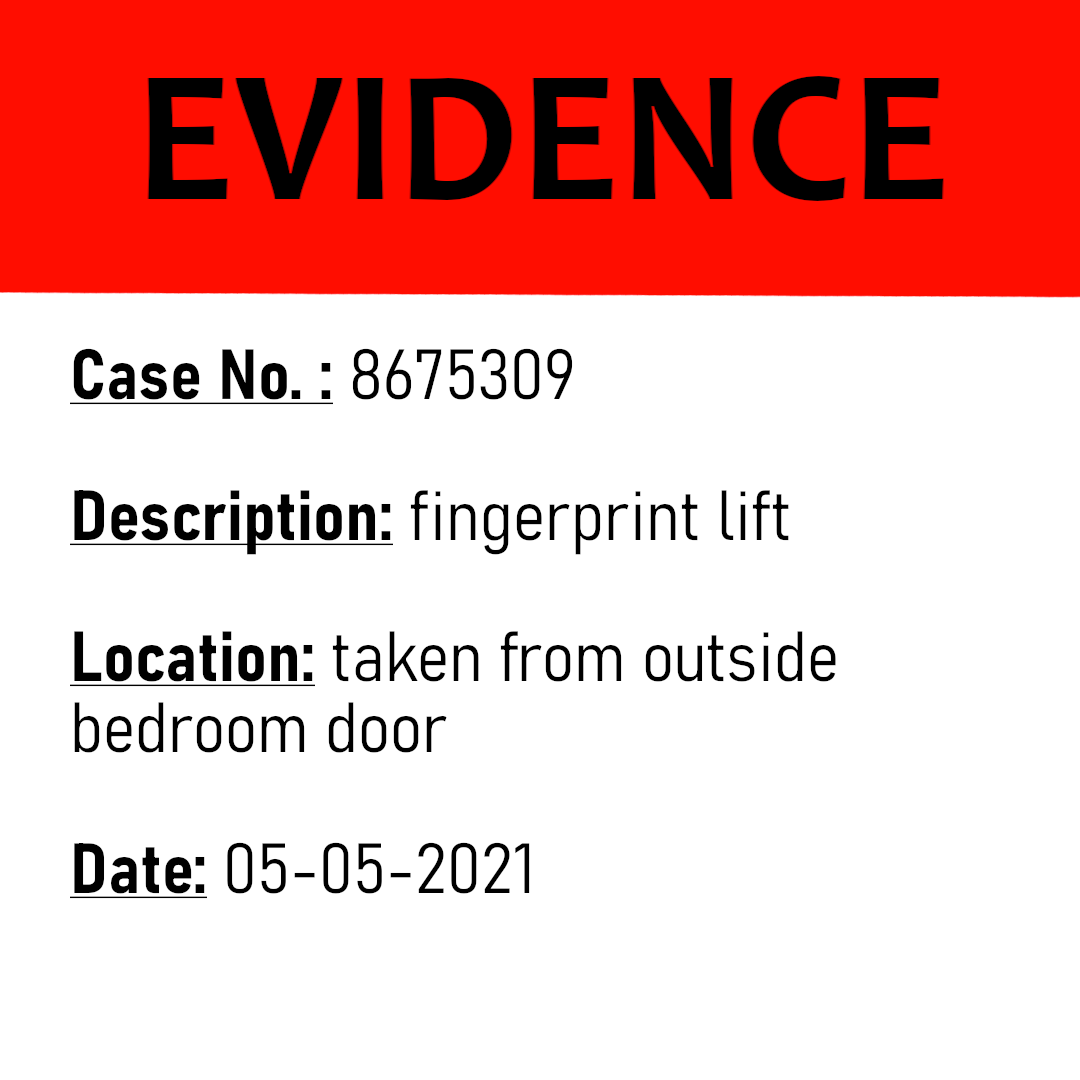 EVIDENCE
Case No. : 8675309
Description: fingerprint lift
Location: taken from outside
bedroom door
Date: 05-05-2021